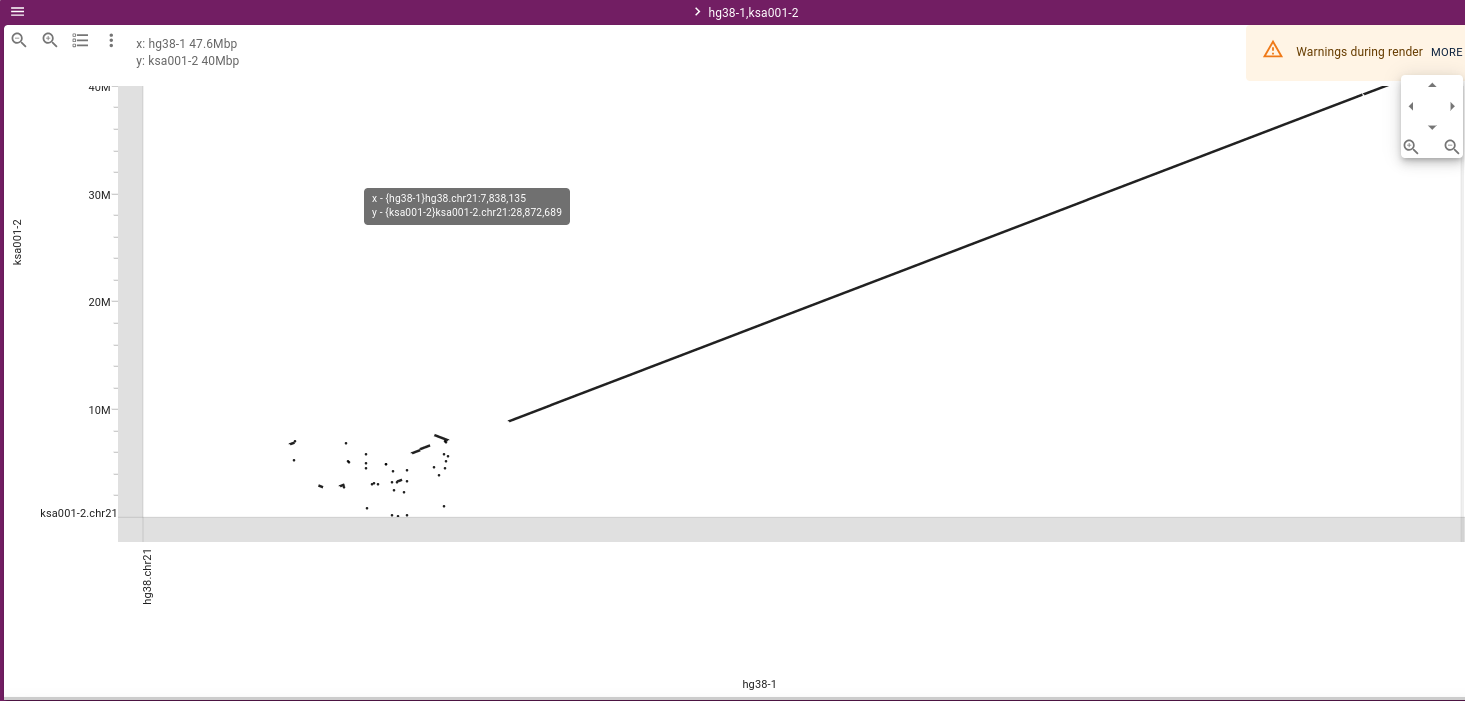 hg38-1,ksa001-2
x: hg38-1 47.6Mbp
y: ksa001-2 40Mbp
Warnings during render MORE
40M
x - {hg38-1}hg38.chr21:7,838,135
y - {ksa001-2}ksa001-2.chr21:28,872,689
30M
ksa001-2
20M
10M
ksa001-2.chr21
hg38.chr21
hg38-1